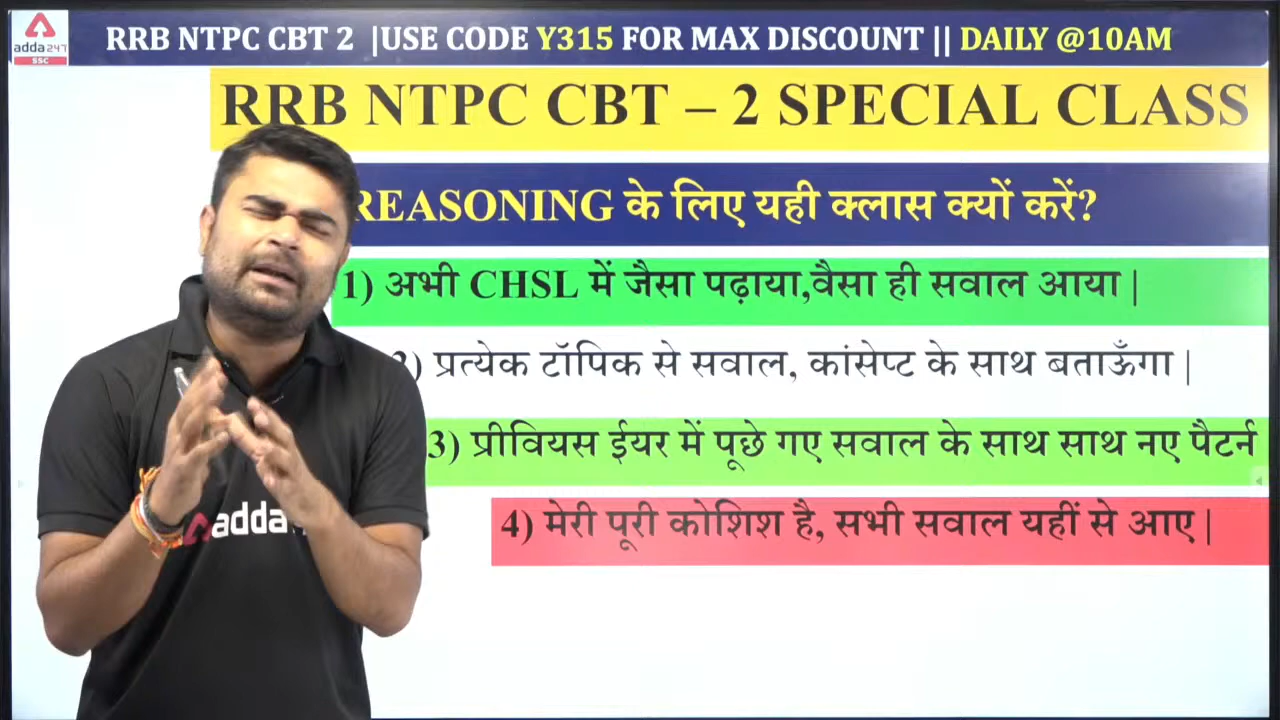 adda247
SSC
RRB NTPC CBT 2 |USE CODE Y315 FOR MAX DISCOUNT || DAILY @10AM
RRB NTPC CBT – 2 SPECIAL CLASS
REASONING के लिए यही क्लास क्यों करें?
1) अभी CHSL में जैसा पढ़ाया,वैसा ही सवाल आया |
2) प्रत्येक टॉपिक से सवाल, कांसेप्ट के साथ बताऊँगा |
3) प्रीवियस ईयर में पूछे गए सवाल के साथ साथ नए पैटर्न
4) मेरी पूरी कोशिश है, सभी सवाल यहीं से आए |
adda